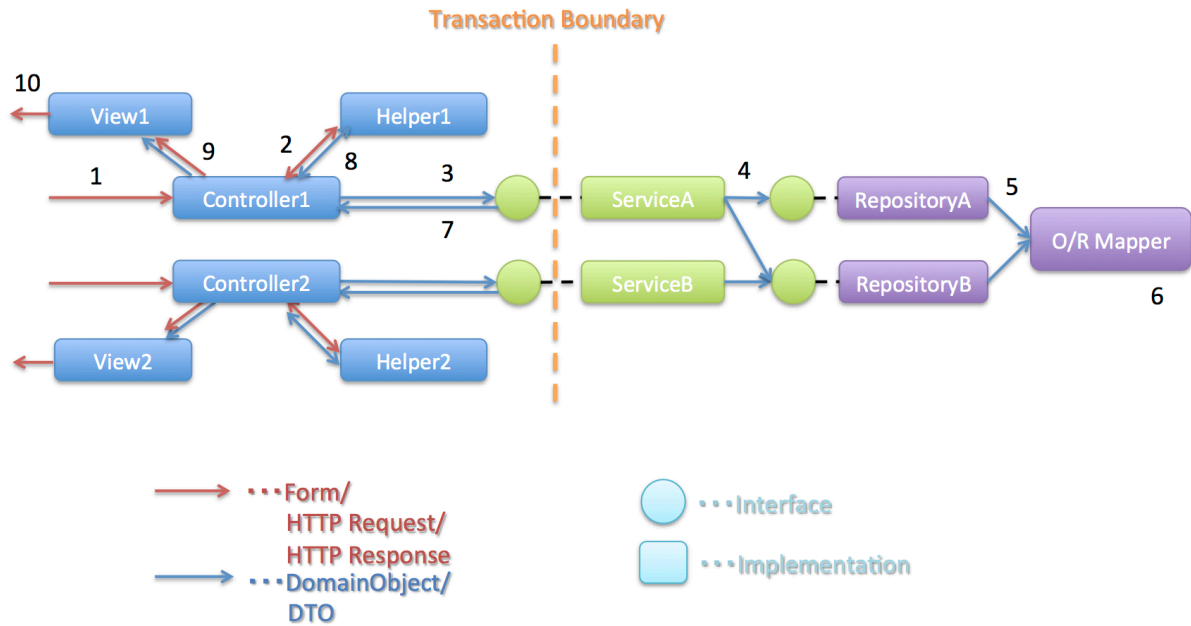 Transaction Boundary
10
View1
Helper1
9
2
8
1
3
4
5
Controller1
ServiceA
RepositoryA
7
O/R Mapper
Controller2
ServiceB
RepositoryB
6
View2
Helper2
・・・Form/
HTTP Request/
HTTP Response
・・・DomainObject/
DTO
・・・Interface
・・・Implementation